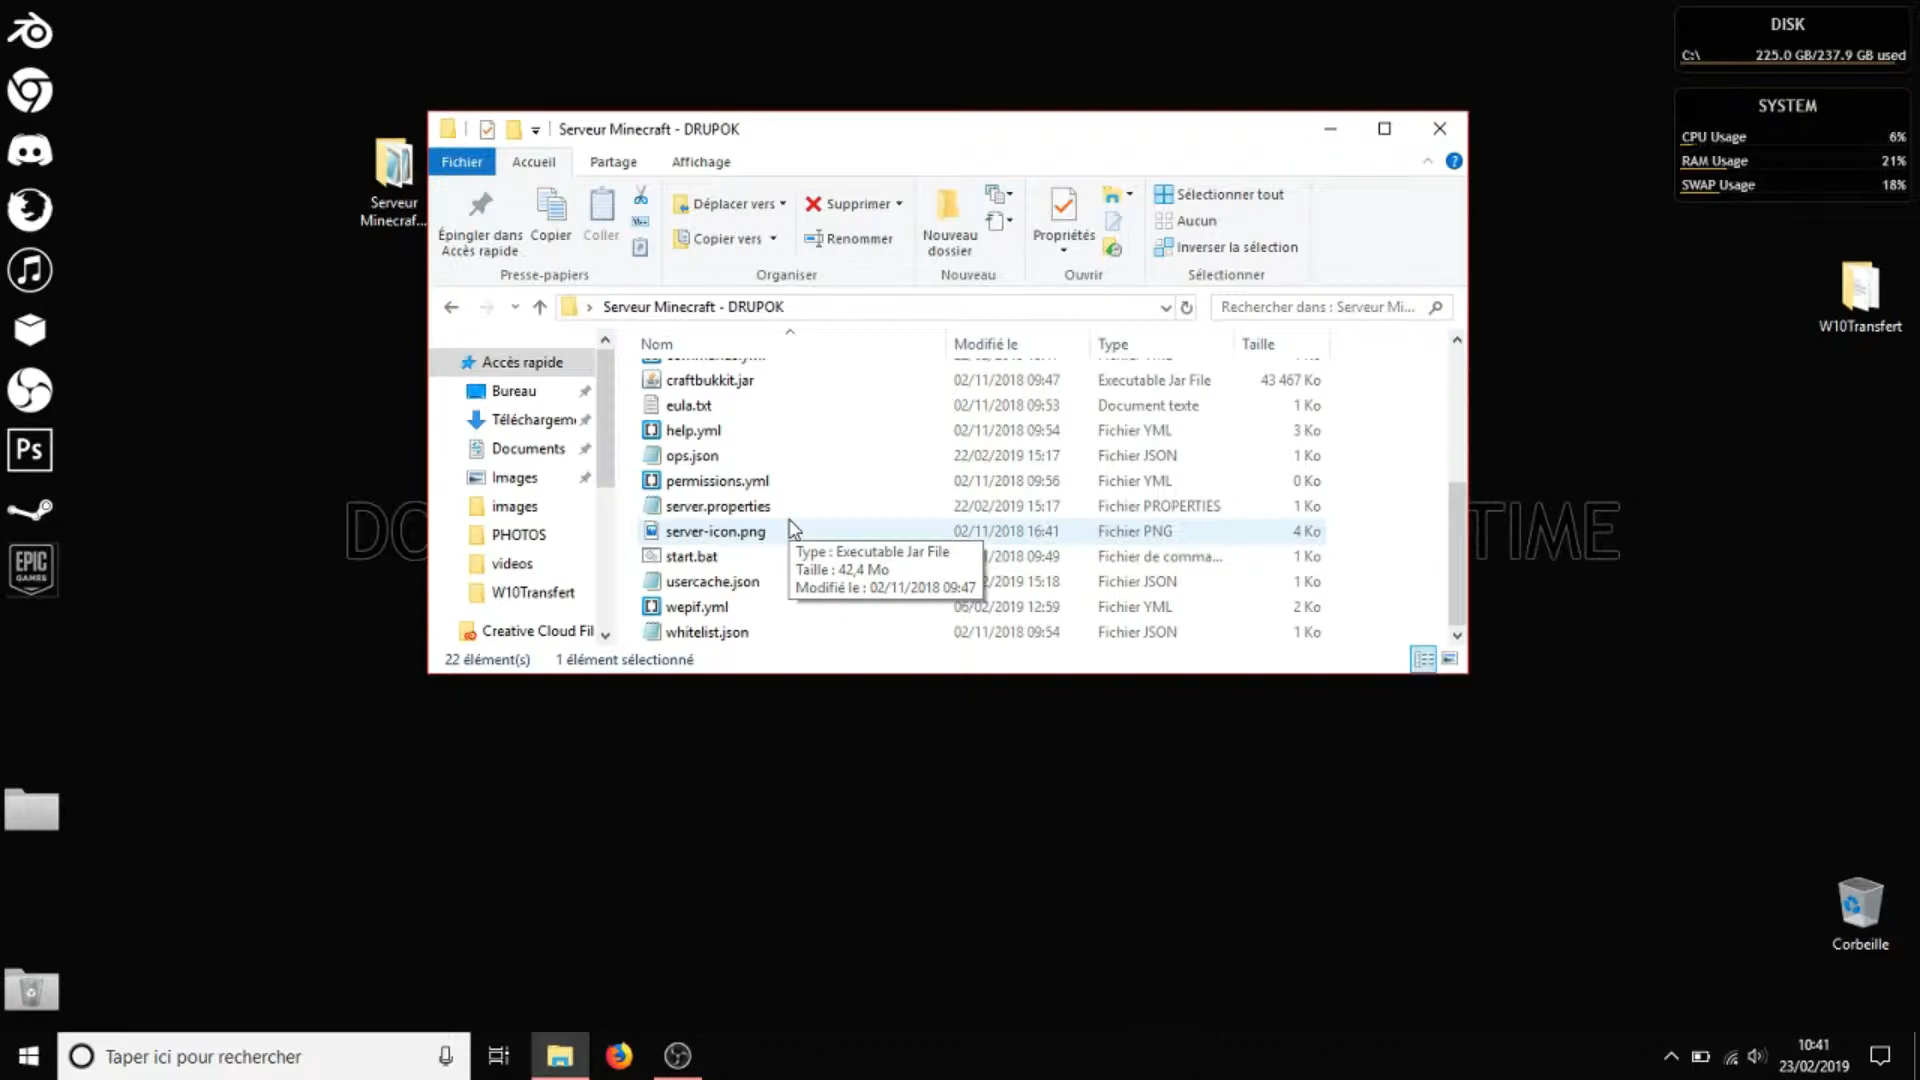 DISK
C:\ 225.0 GB/237.9 GB used
SYSTEM
CPU Usage 6%
RAM Usage 21%
SWAP Usage 18%
Serveur Minecraft - DRUPOK
Fichier Accueil Partage Affichage
Épingler dans
Accès rapide
Copier
Coller
Presse-papiers
Déplacer vers
Copier vers
Supprimer
Renommer
Organiser
Nouveau
dossier
Nouveau
Propriétés
Ouvrir
Sélectionner tout
Aucun
Inverser la sélection
Sélectionner
Serveur Minecraft - DRUPOK
Rechercher dans : Serveur Mi...
Accès rapide
Bureau
Téléchargem
Documents
Images
images
PHOTOS
videos
W10Transfert
Creative Cloud Fil
Nom Modifié le Type Taille
craftbukkit.jar 02/11/2018 09:47 Executable Jar File 43 467 Ko
eula.txt 02/11/2018 09:53 Document texte 1 Ko
help.yml 02/11/2018 09:54 Fichier YML 3 Ko
ops.json 22/02/2019 15:17 Fichier JSON 1 Ko
permissions.yml 02/11/2018 09:56 Fichier YML 0 Ko
server.properties 22/02/2019 15:17 Fichier PROPERTIES 1 Ko
server-icon.png 02/11/2018 16:41 Fichier PNG 4 Ko
start.bat /2018 09:49 Fichier de comma... 1 Ko
usercache.json 2/2019 15:18 Fichier JSON 1 Ko
wepif.yml 06/02/2019 12:59 Fichier YML 2 Ko
whitelist.json 02/11/2018 09:54 Fichier JSON 1 Ko
Type : Executable Jar File
Taille : 42,4 Mo
Modifié le : 02/11/2018 09:47
22 élément(s) 1 élément sélectionné
Serveur
Minecraf...
W10Transfert
DO
TIME
Ps
EPIC
GAMES
Corbeille
Taper ici pour rechercher
10:41
23/02/2019